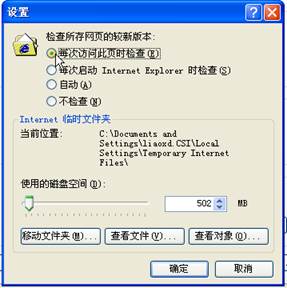 设置
检查所存网页的较新版本:
每次访问此页时检查(E)
每次启动 Internet Explorer 时检查(S)
自动(A)
不检查(N)
Internet 临时文件夹
当前位置:
C:\Documents and
Settings\liaoxd.CSI\Local
Settings\Temporary Internet
Files\
使用的磁盘空间(D):
502 MB
移动文件夹(M)... 查看文件(V)... 查看对象(O)...
确定 取消